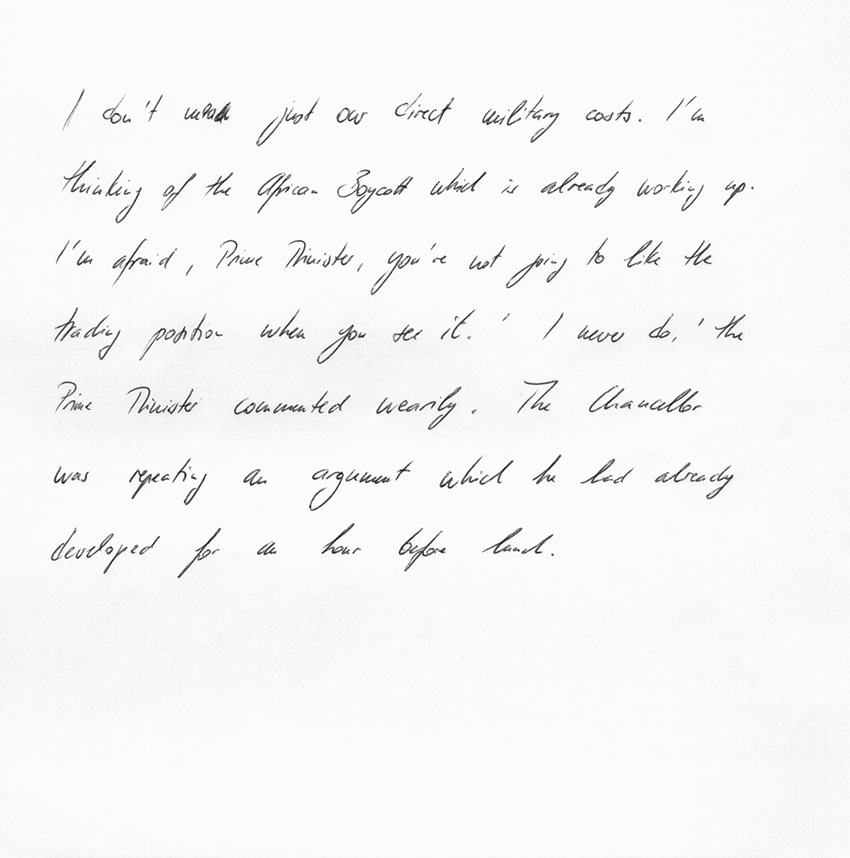 I don't mean just our direct military costs. I'm
thinking of the African Boycott which is already working up.
I'm afraid, Prime Minister, you're not going to like the
trading position when you see it.' I never do,' the
Prime Minister commented wearily. The Chancellor
was repeating an argument which he had already
developed for an hour before lunch.